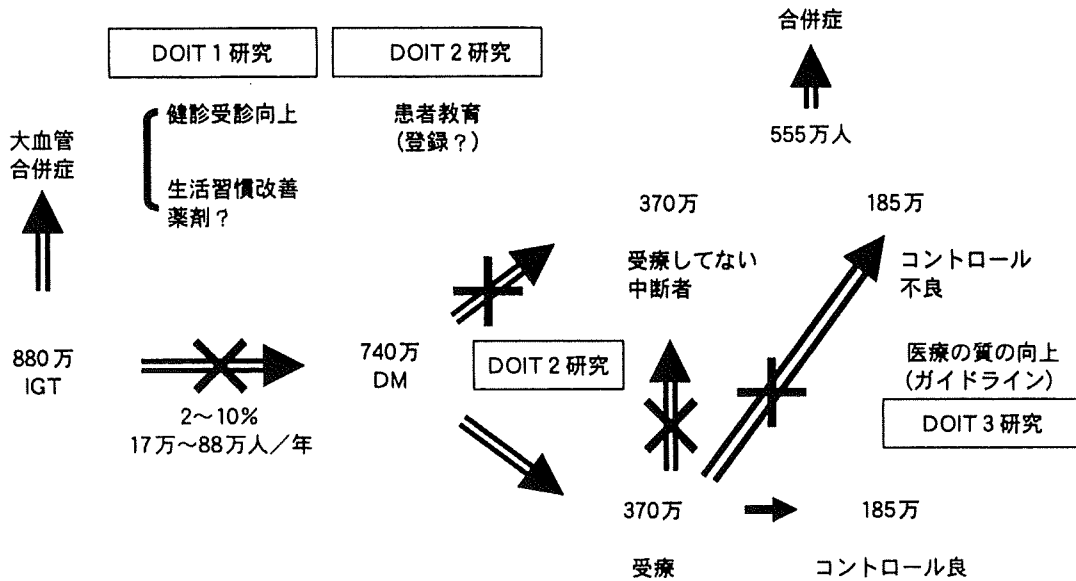 合併症
555万人
DOIT 1 研究
DOIT 2 研究
健診受診向上
生活習慣改善
薬剤？
患者教育
(登録？)
大血管
合併症
370万
受療してない
中断者
185万
コントロール
不良
880万
IGT
2～10%
17万～88万人／年
740万
DM
DOIT 2 研究
医療の質の向上
(ガイドライン)
DOIT 3 研究
370万
受療
185万
コントロール良